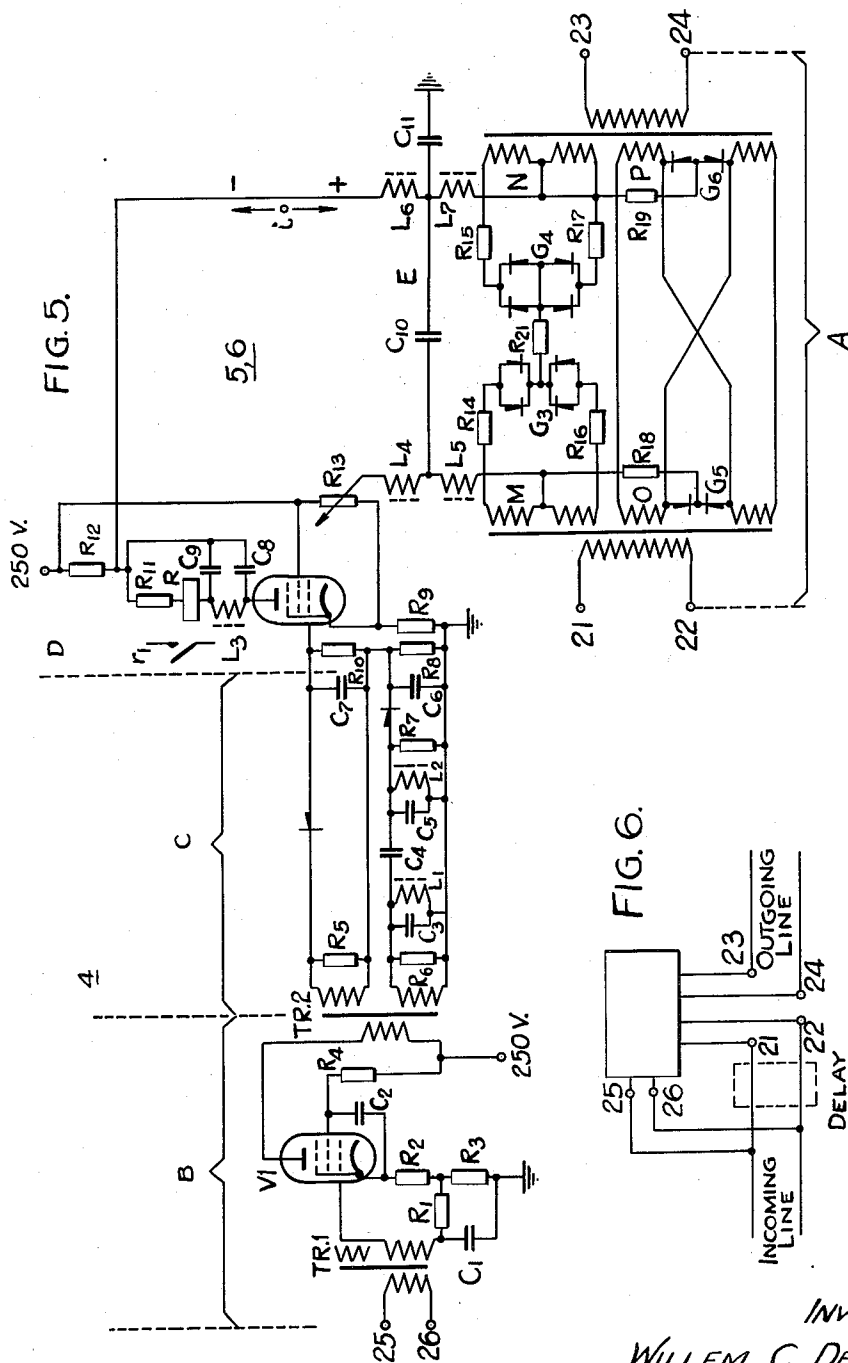 FIG. 5.
5,6
4
B
C
D
E
A
250 V.
R12
R11
R
C9
C8
r1
L3
R13
i
-
+
L4
L5
L6
L7
C10
C11
R9
R10
R8
C7
C6
R7
L2
C5
C4
L1
C3
R6
R5
TR.2
R4
C2
V1
250 V.
R2
R3
R1
C1
TR.1
25
26
M
N
R14
R15
R16
R17
G3
G4
R21
O
P
R18
R19
G5
G6
21
22
23
24
FIG. 6.
25
26
21
22
23
24
INCOMING
LINE
DELAY
OUTGOING
LINE
INV
WILLEM C. DE